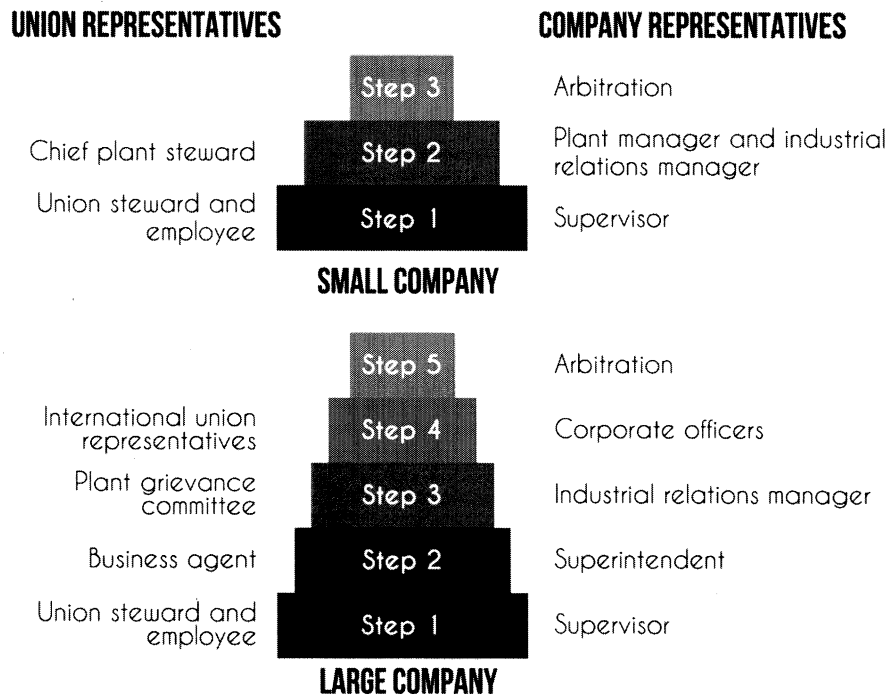 UNION REPRESENTATIVES
COMPANY REPRESENTATIVES
Step 3
Arbitration
Chief plant steward
Step 2
Plant manager and industrial
relations manager
Union steward and
employee
Step 1
Supervisor
SMALL COMPANY
Step 5
Arbitration
International union
representatives
Step 4
Corporate officers
Plant grievance
committee
Step 3
Industrial relations manager
Business agent
Step 2
Superintendent
Union steward and
employee
Step 1
Supervisor
LARGE COMPANY